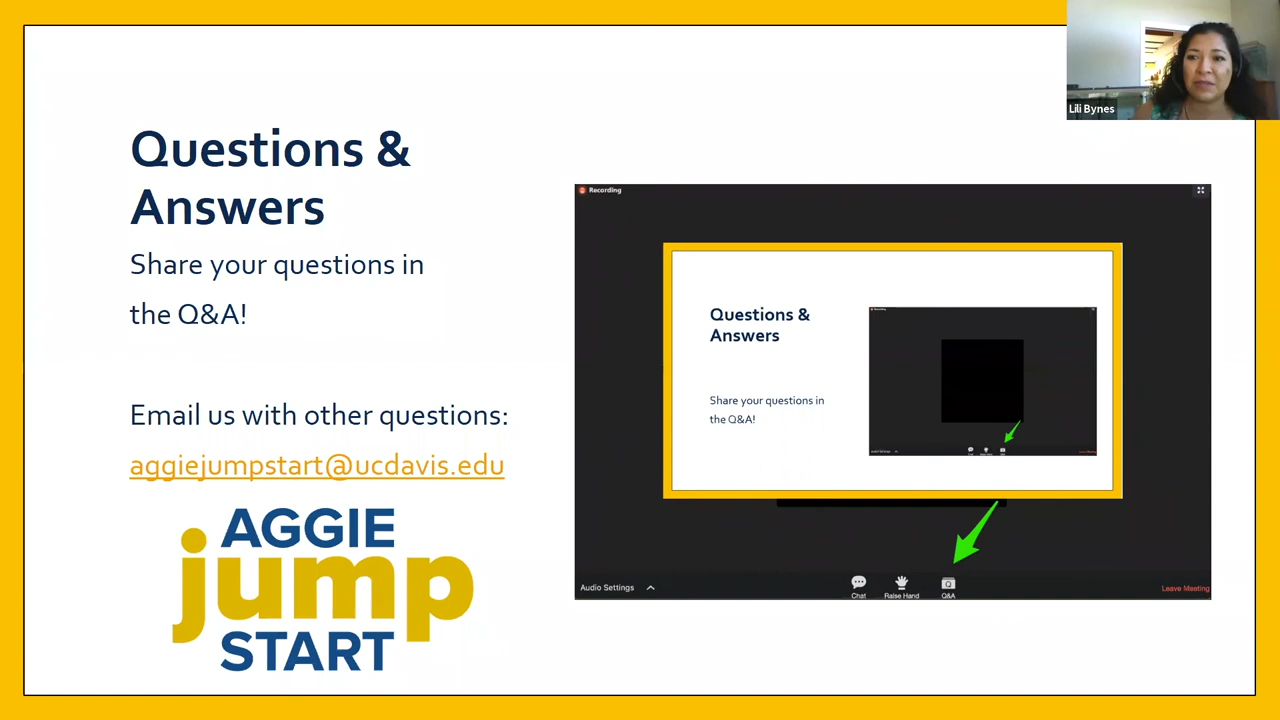 Lili Bynes
Questions &
Answers
Share your questions in
the Q&A!
Email us with other questions:
aggiejumpstart@ucdavis.edu
AGGIE
jump
START
Recording
Questions &
Answers
Share your questions in
the Q&A!
Audio Settings
Chat
Raise Hand
Q&A
Leave Meeting